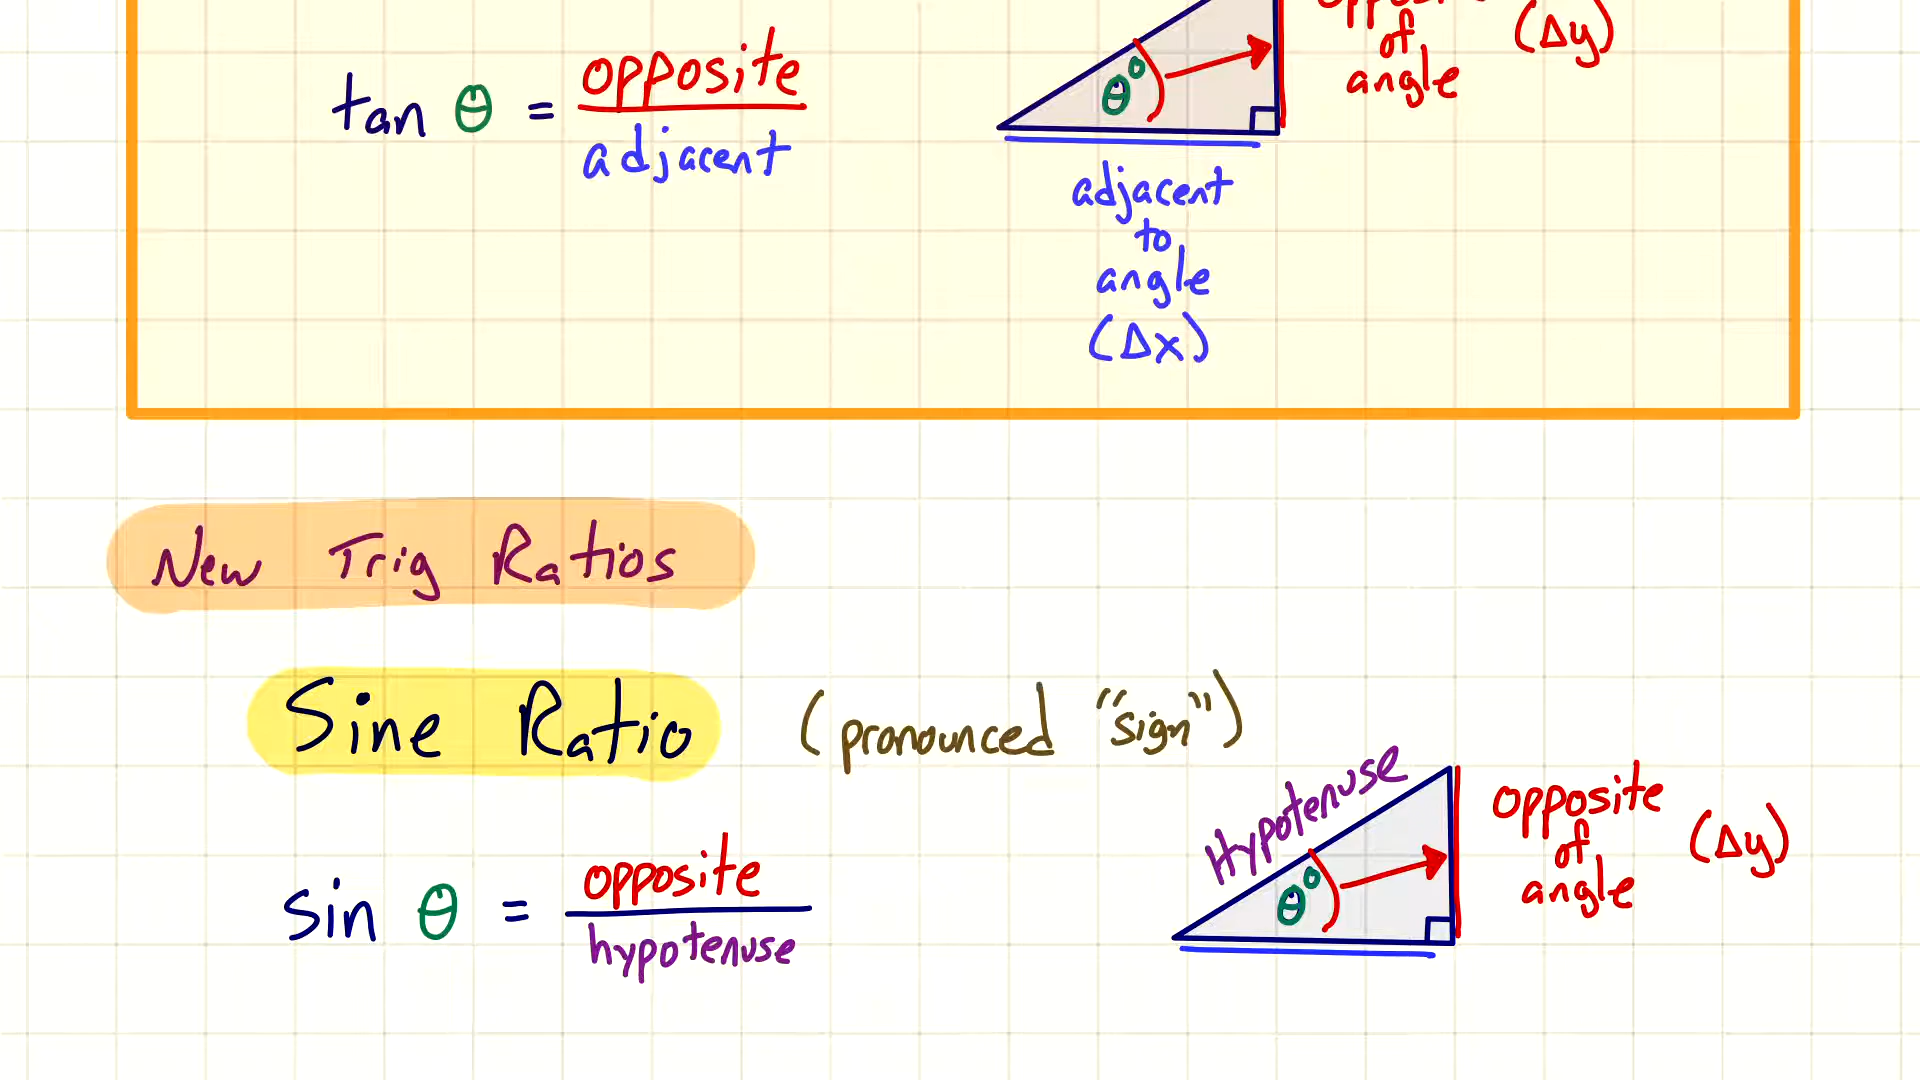 tan θ = opposite / adjacent
θ°
opposite
of
angle
(Δy)
adjacent
to
angle
(Δx)
New Trig Ratios
Sine Ratio (pronounced "sign")
sin θ = opposite / hypotenuse
Hypotenuse
θ°
opposite
of
angle
(Δy)